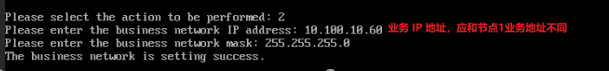 Please select the action to be performed: 2
Please enter the business network IP address: 10.100.10.60 业务 IP 地址，应和节点1业务地址不同
Please enter the business network mask: 255.255.255.0
The business network is setting success.